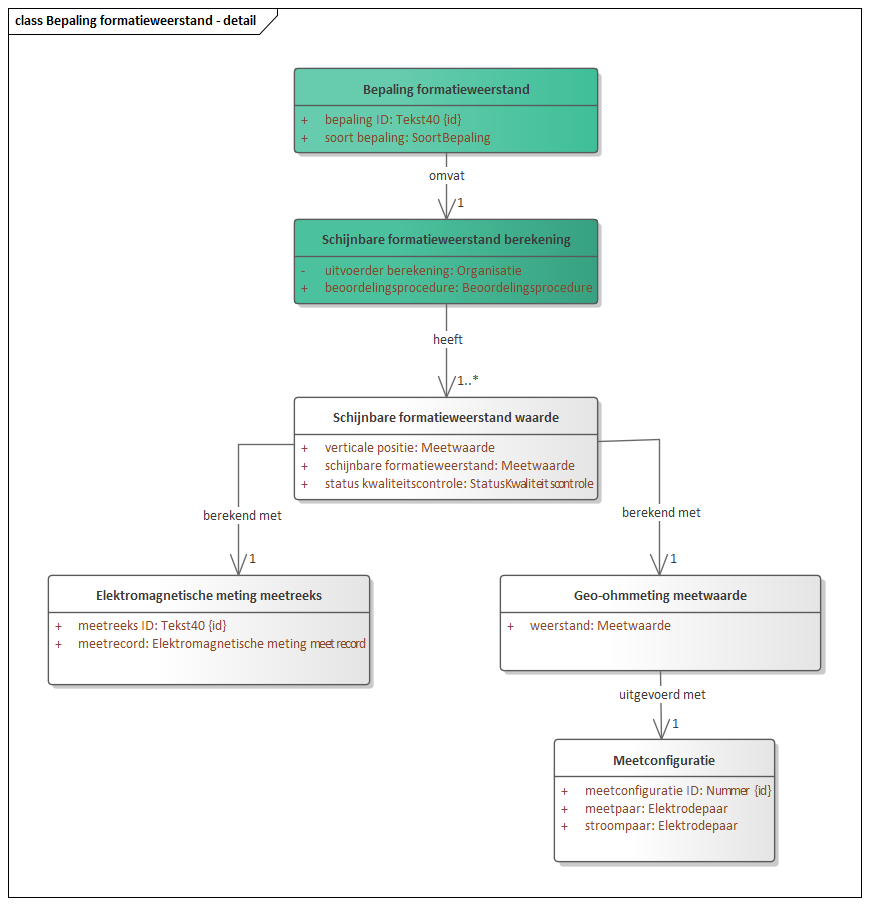 class Bepaling formatieweerstand - detail
Bepaling formatieweerstand
+ bepaling ID: Tekst40 {id}
+ soort bepaling: SoortBepaling
omvat
1
Schijnbare formatieweerstand berekening
- uitvoerder berekening: Organisatie
+ beoordelingsprocedure: Beoordelingsprocedure
heeft
1..*
Schijnbare formatieweerstand waarde
+ verticale positie: Meetwaarde
+ schijnbare formatieweerstand: Meetwaarde
+ status kwaliteitscontrole: StatusKwaliteitscontrole
berekend met
1
berekend met
1
Elektromagnetische meting meetreeks
+ meetreeks ID: Tekst40 {id}
+ meetrecord: Elektromagnetische meting meetrecord
Geo-ohmmeting meetwaarde
+ weerstand: Meetwaarde
uitgevoerd met
1
Meetconfiguratie
+ meetconfiguratie ID: Nummer {id}
+ meetpaar: Elektrodepaar
+ stroompaar: Elektrodepaar